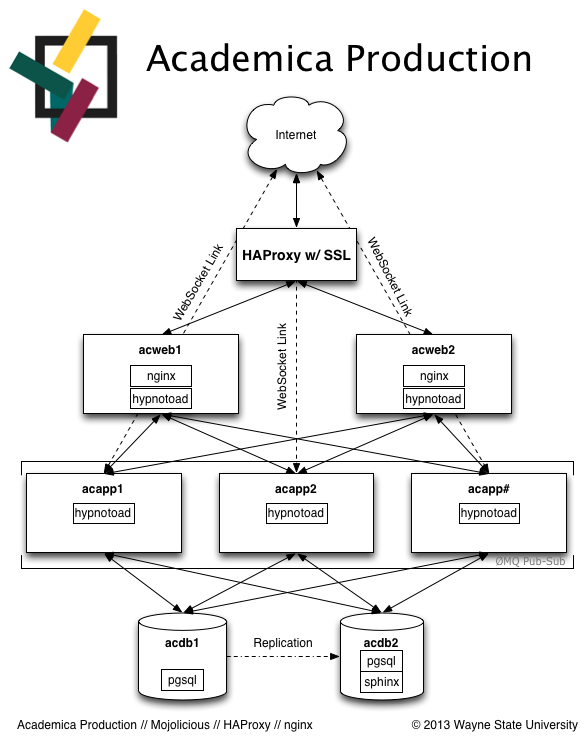 Academica Production
Internet
HAProxy w/ SSL
WebSocket Link
WebSocket Link
WebSocket Link
acweb1
nginx
hypnotoad
acweb2
nginx
hypnotoad
acapp1
hypnotoad
acapp2
hypnotoad
acapp#
hypnotoad
ØMQ Pub-Sub
acdb1
pgsql
Replication
acdb2
pgsql
sphinx
Academica Production // Mojolicious // HAProxy // nginx
© 2013 Wayne State University